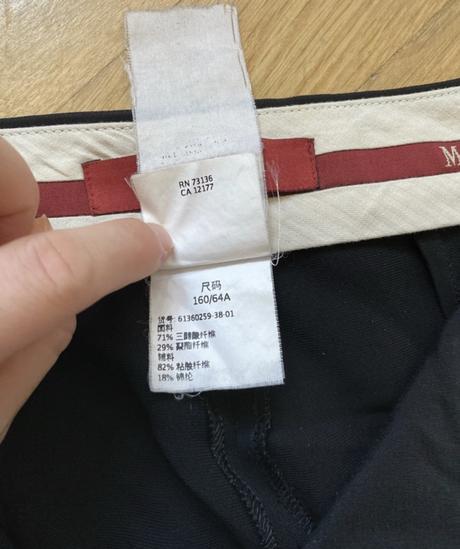 M
RN 73136
CA 12177
尺码
160/64A
货号: 61360259-38-01
面料
71% 三醋酸纤维
29% 聚酯纤维
辅料
82% 粘胶纤维
18% 锦纶